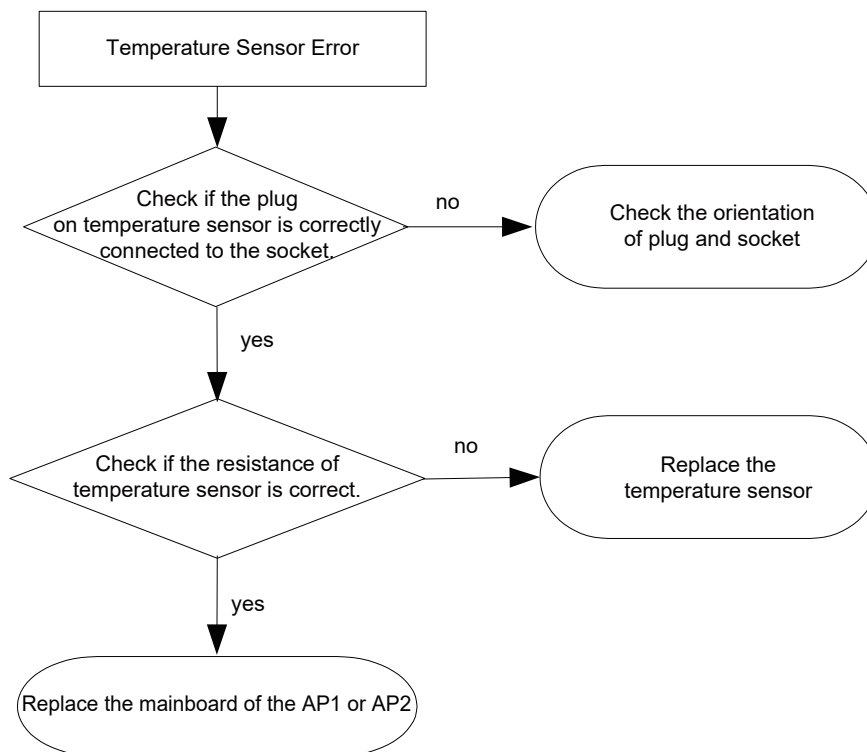 Temperature Sensor Error
Check if the plug
on temperature sensor is correctly
connected to the socket.
no
Check the orientation
of plug and socket
yes
Check if the resistance of
temperature sensor is correct.
no
Replace the
temperature sensor
yes
Replace the mainboard of the AP1 or AP2